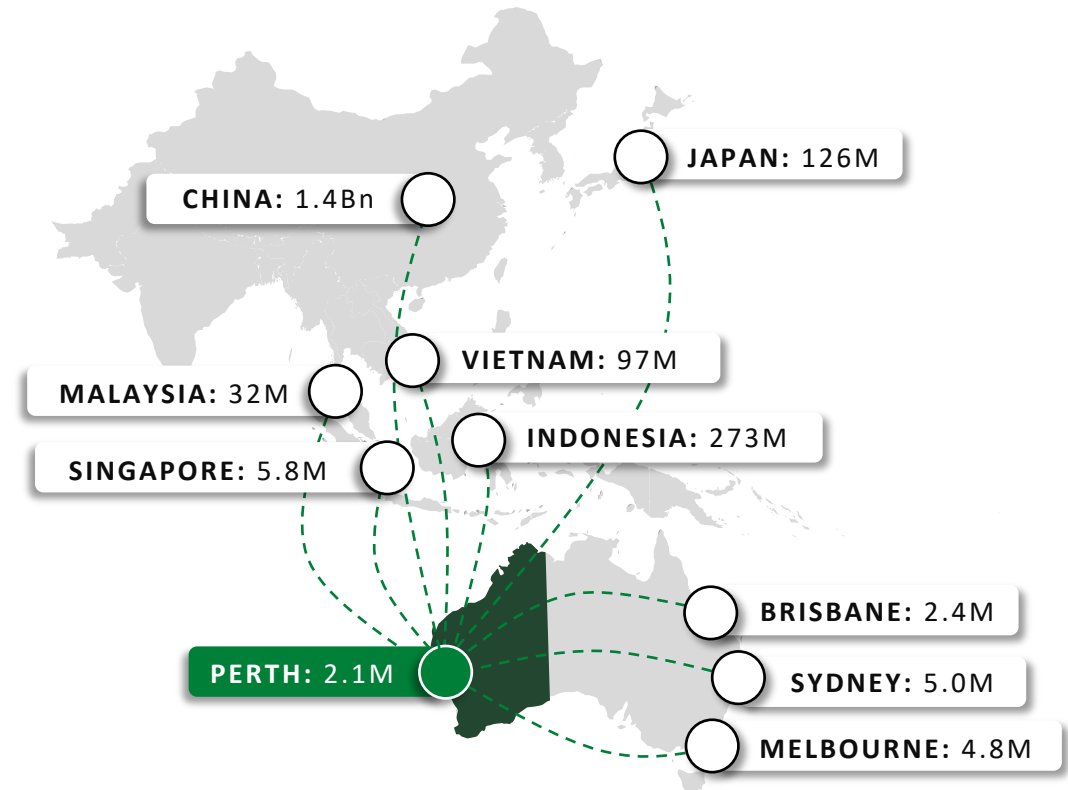 JAPAN: 126M
CHINA: 1.4Bn
VIETNAM: 97M
MALAYSIA: 32M
INDONESIA: 273M
SINGAPORE: 5.8M
BRISBANE: 2.4M
PERTH: 2.1M
SYDNEY: 5.0M
MELBOURNE: 4.8M